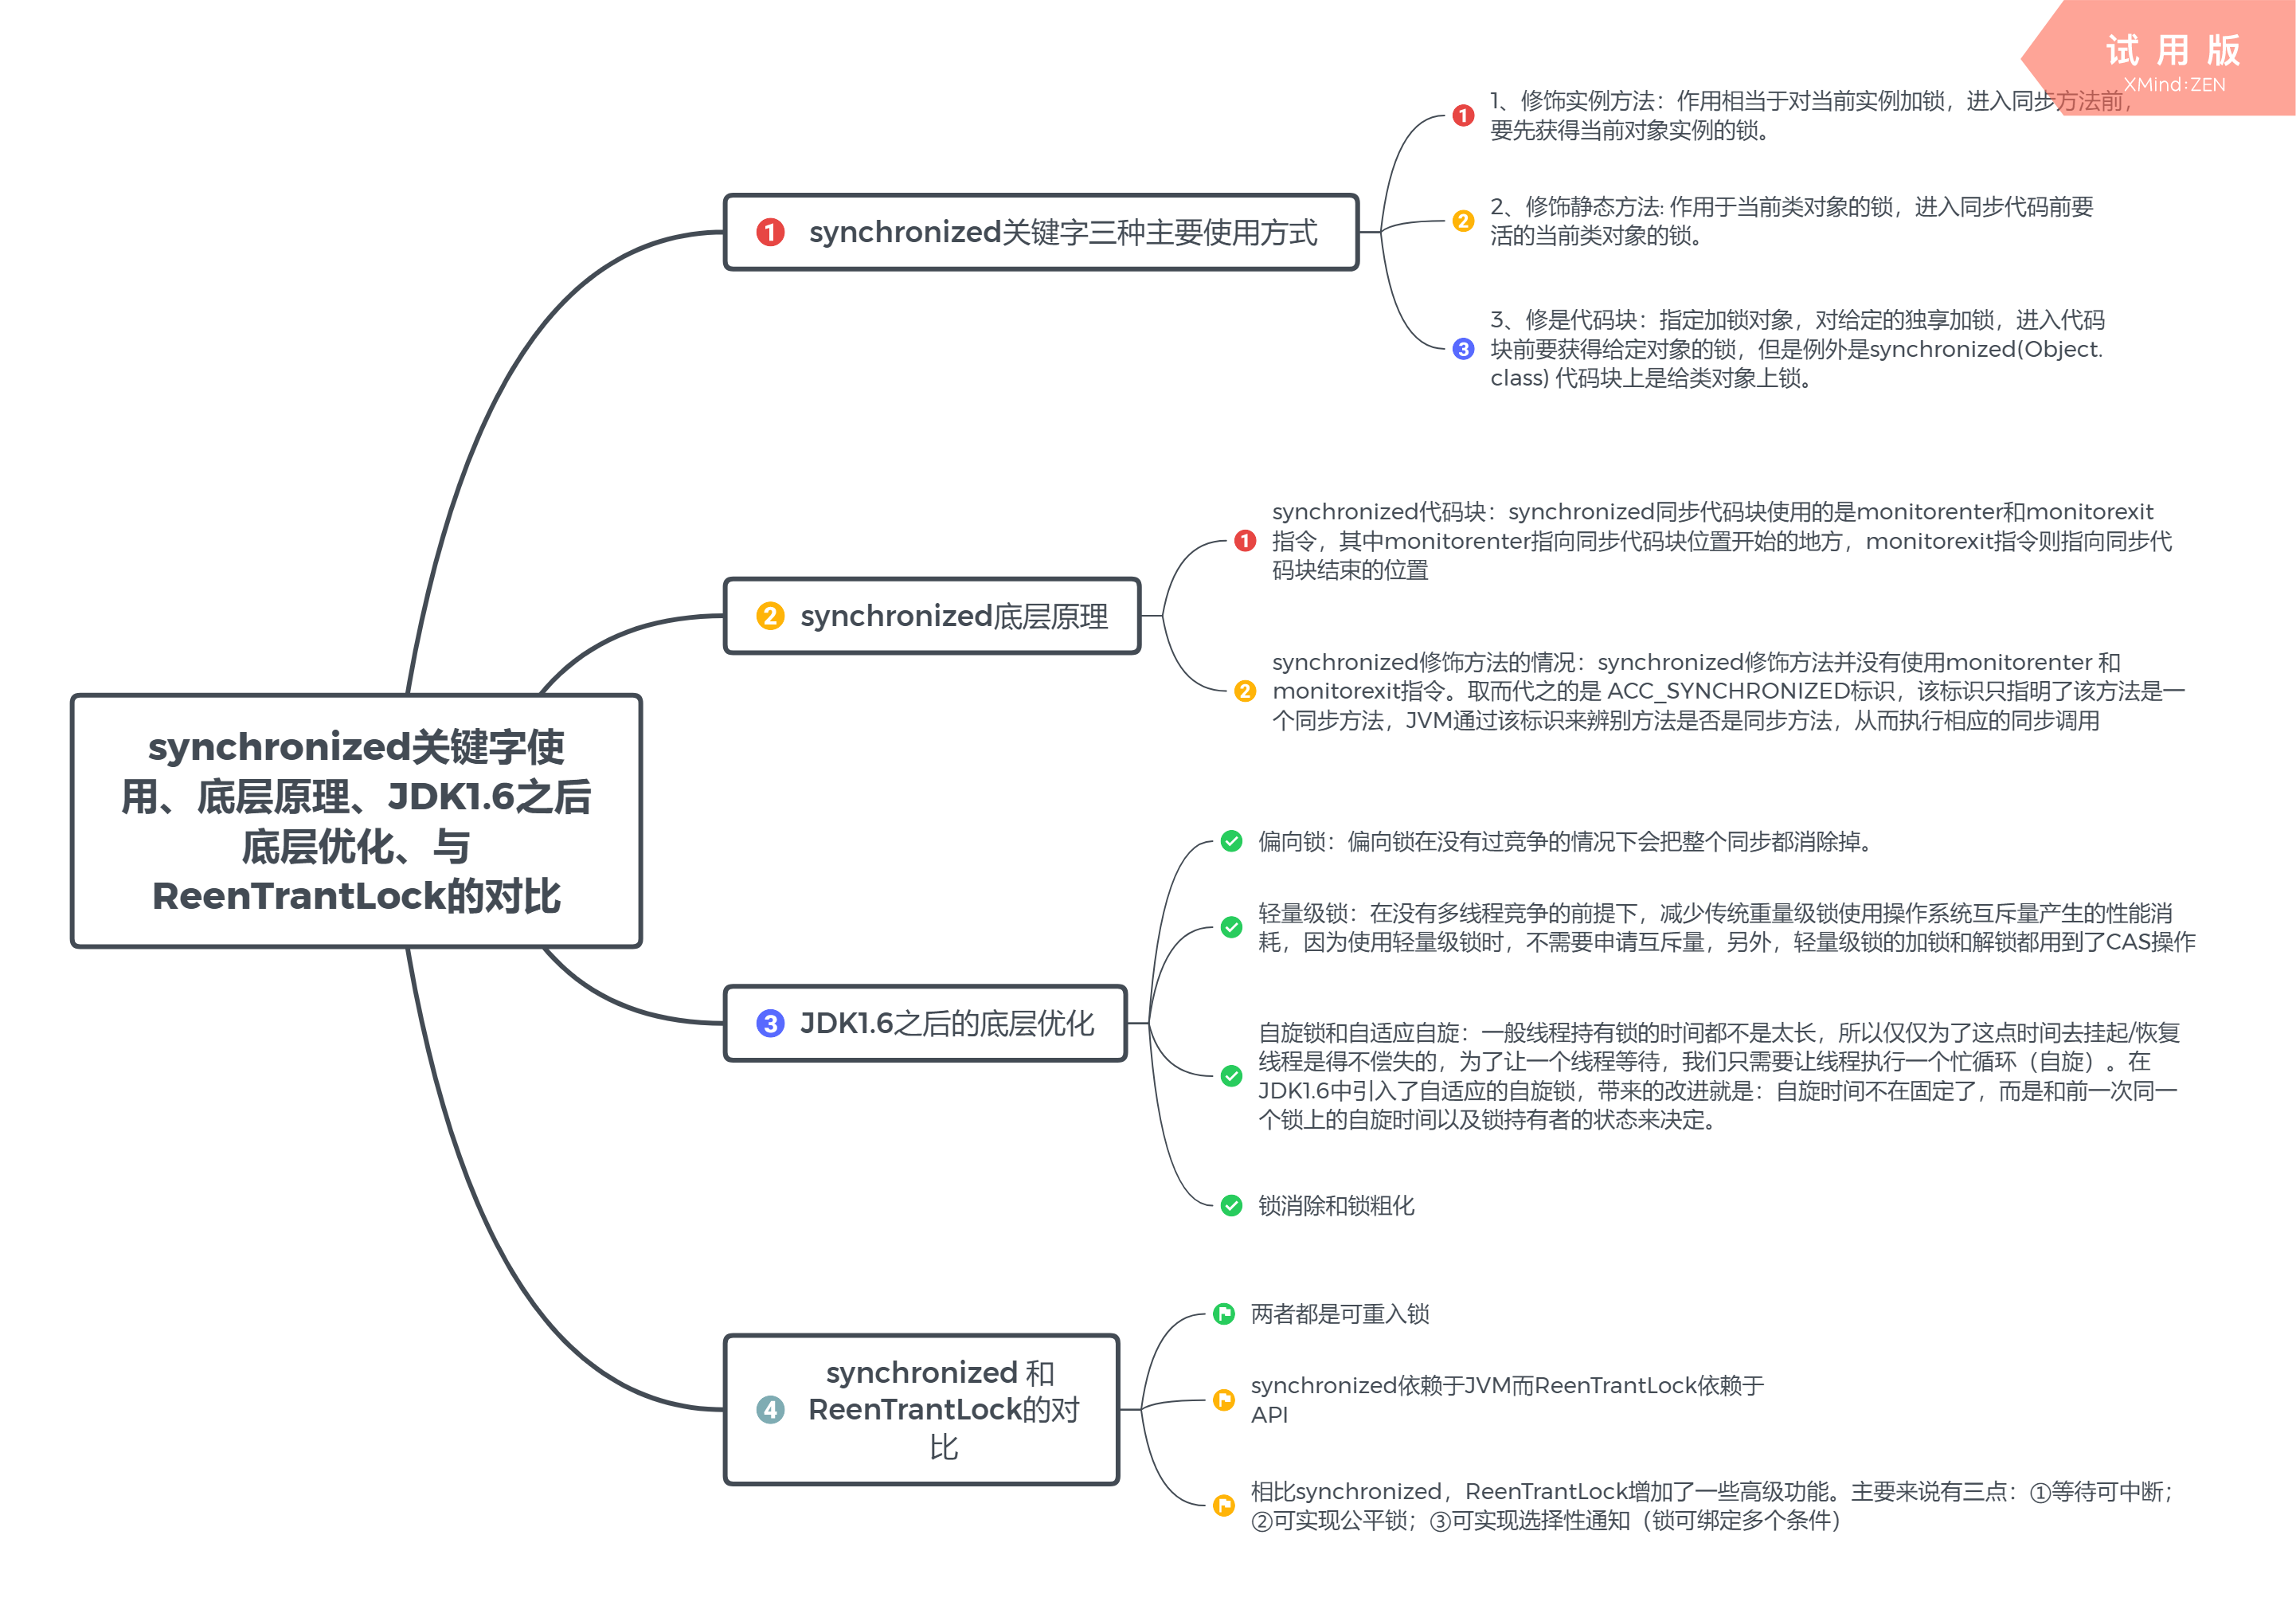 试用版
XMind:ZEN
synchronized关键字使
用、底层原理、JDK1.6之后
底层优化、与
ReenTrantLock的对比
synchronized关键字三种主要使用方式
1、修饰实例方法：作用相当于对当前实例加锁，进入同步方法前，
要先获得当前对象实例的锁。
2、修饰静态方法: 作用于当前类对象的锁，进入同步代码前要
活的当前类对象的锁。
3、修是代码块：指定加锁对象，对给定的独享加锁，进入代码
块前要获得给定对象的锁，但是例外是synchronized(Object.
class) 代码块上是给类对象上锁。
synchronized底层原理
synchronized代码块：synchronized同步代码块使用的是monitorenter和monitorexit
指令，其中monitorenter指向同步代码块位置开始的地方，monitorexit指令则指向同步代
码块结束的位置
synchronized修饰方法的情况：synchronized修饰方法并没有使用monitorenter 和
monitorexit指令。取而代之的是 ACC_SYNCHRONIZED标识，该标识只指明了该方法是一
个同步方法，JVM通过该标识来辨别方法是否是同步方法，从而执行相应的同步调用
JDK1.6之后的底层优化
偏向锁：偏向锁在没有过竞争的情况下会把整个同步都消除掉。
轻量级锁：在没有多线程竞争的前提下，减少传统重量级锁使用操作系统互斥量产生的性能消
耗，因为使用轻量级锁时，不需要申请互斥量，另外，轻量级锁的加锁和解锁都用到了CAS操作
自旋锁和自适应自旋：一般线程持有锁的时间都不是太长，所以仅仅为了这点时间去挂起/恢复
线程是得不偿失的，为了让一个线程等待，我们只需要让线程执行一个忙循环（自旋）。在
JDK1.6中引入了自适应的自旋锁，带来的改进就是：自旋时间不在固定了，而是和前一次同一
个锁上的自旋时间以及锁持有者的状态来决定。
锁消除和锁粗化
synchronized 和
ReenTrantLock的对
比
两者都是可重入锁
synchronized依赖于JVM而ReenTrantLock依赖于
API
相比synchronized，ReenTrantLock增加了一些高级功能。主要来说有三点：①等待可中断；
②可实现公平锁；③可实现选择性通知（锁可绑定多个条件）